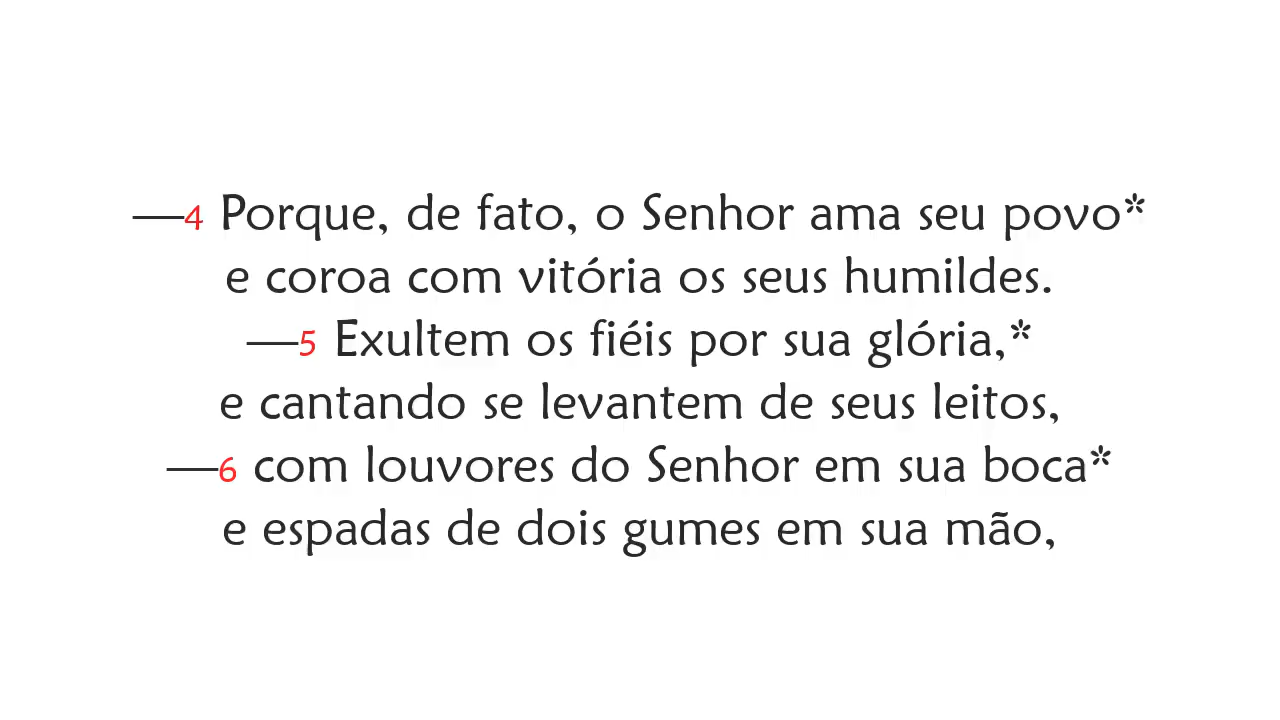 —4 Porque, de fato, o Senhor ama seu povo*
e coroa com vitória os seus humildes.
—5 Exultem os fiéis por sua glória,*
e cantando se levantem de seus leitos,
—6 com louvores do Senhor em sua boca*
e espadas de dois gumes em sua mão,